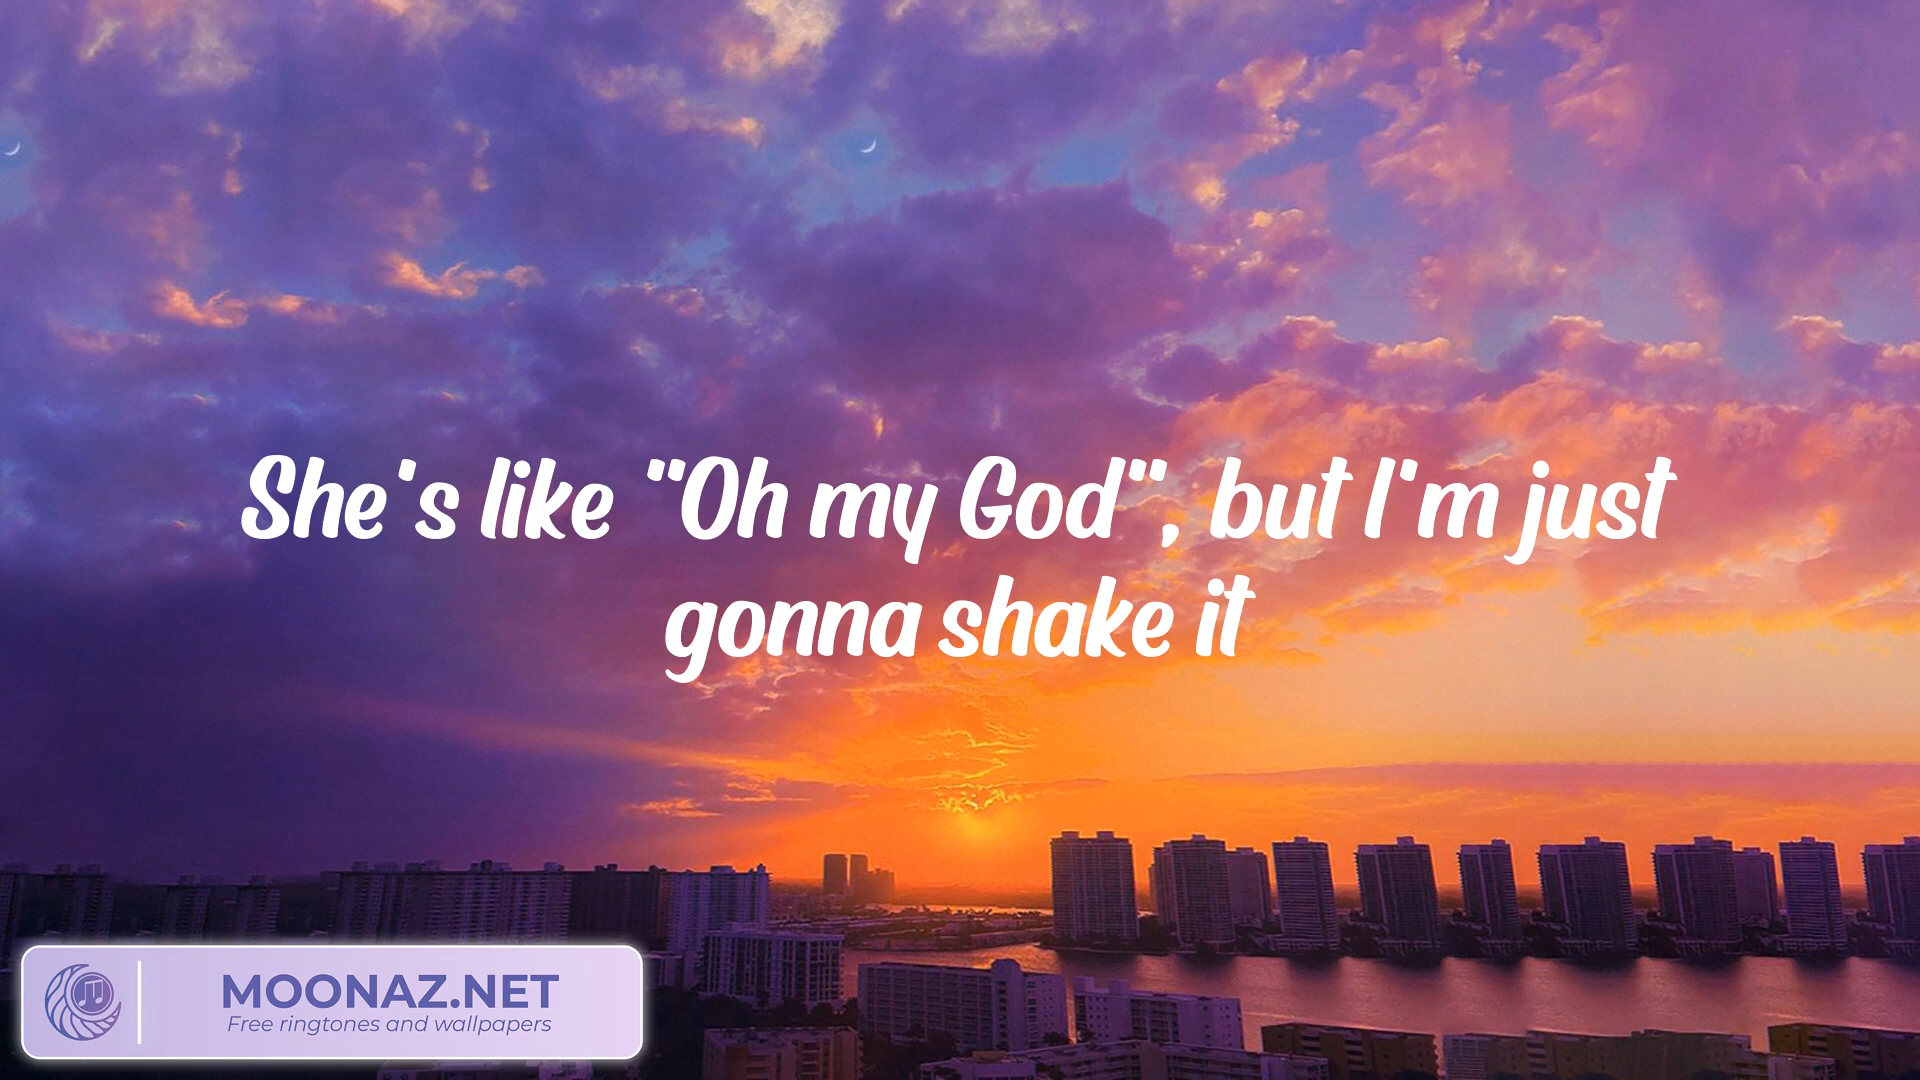 She's like "Oh my God", but I'm just
gonna shake it
MOONAZ.NET
Free ringtones and wallpapers